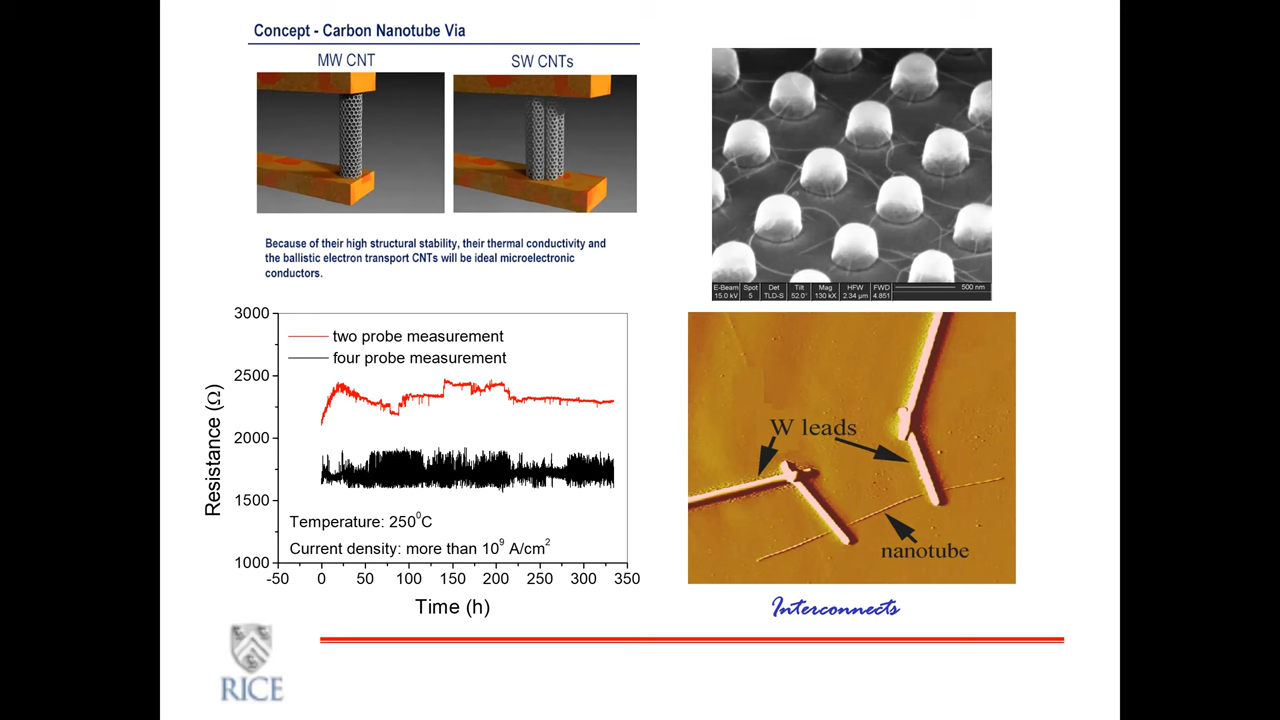 Concept - Carbon Nanotube Via
MW CNT
SW CNTs
Because of their high structural stability, their thermal conductivity and
the ballistic electron transport CNTs will be ideal microelectronic
conductors.
E-Beam Spot Det Tilt Mag HFW FWD
15.0 kV 5 TLD-S 52.0° 130 kX 2.34 µm 4.851
500 nm
3000
2500
2000
1500
1000
Resistance (Ω)
two probe measurement
four probe measurement
Temperature: 250⁰C
Current density: more than 10⁹ A/cm²
-50 0 50 100 150 200 250 300 350
Time (h)
W leads
nanotube
Interconnects
RICE